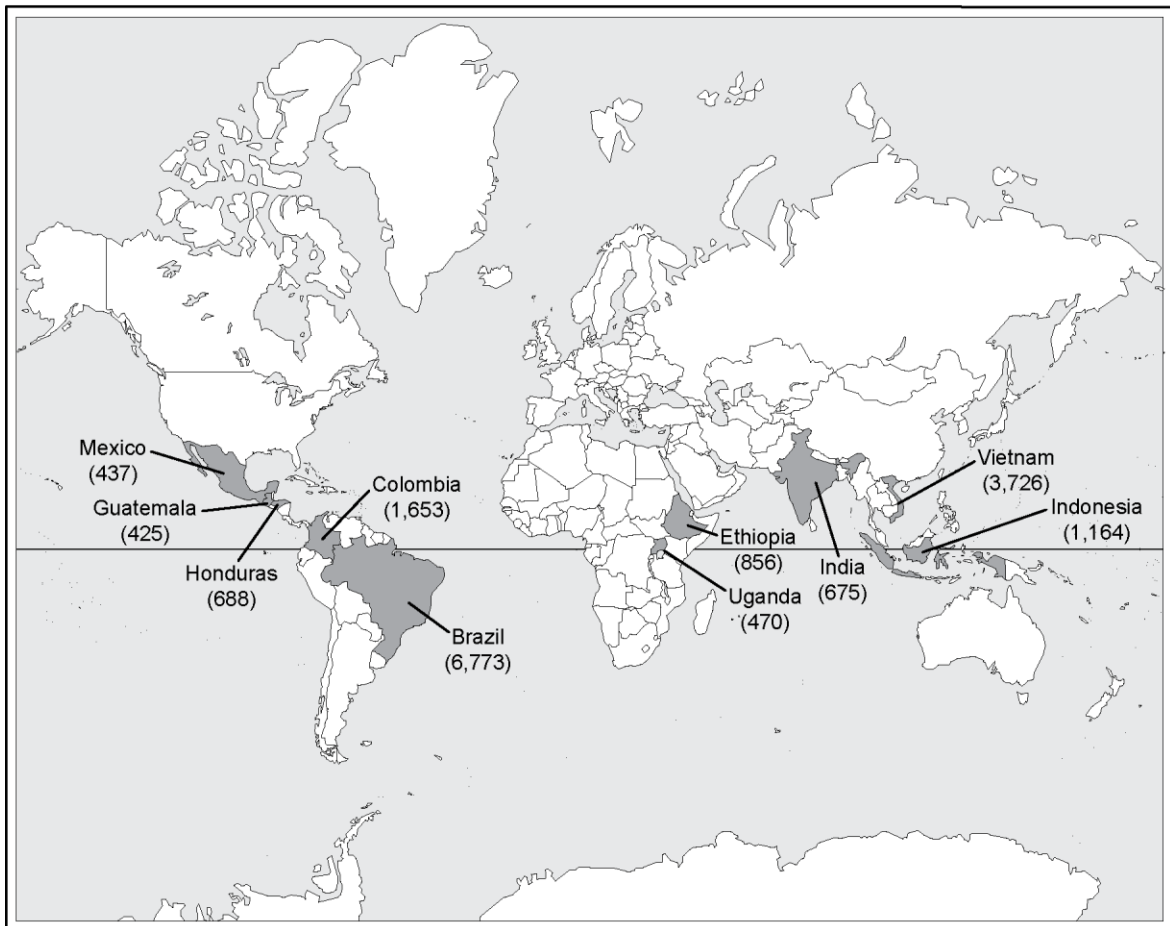 Mexico
(437)
Guatemala
(425)
Honduras
(688)
Colombia
(1,653)
Brazil
(6,773)
Ethiopia
(856)
Uganda
(470)
India
(675)
Vietnam
(3,726)
Indonesia
(1,164)